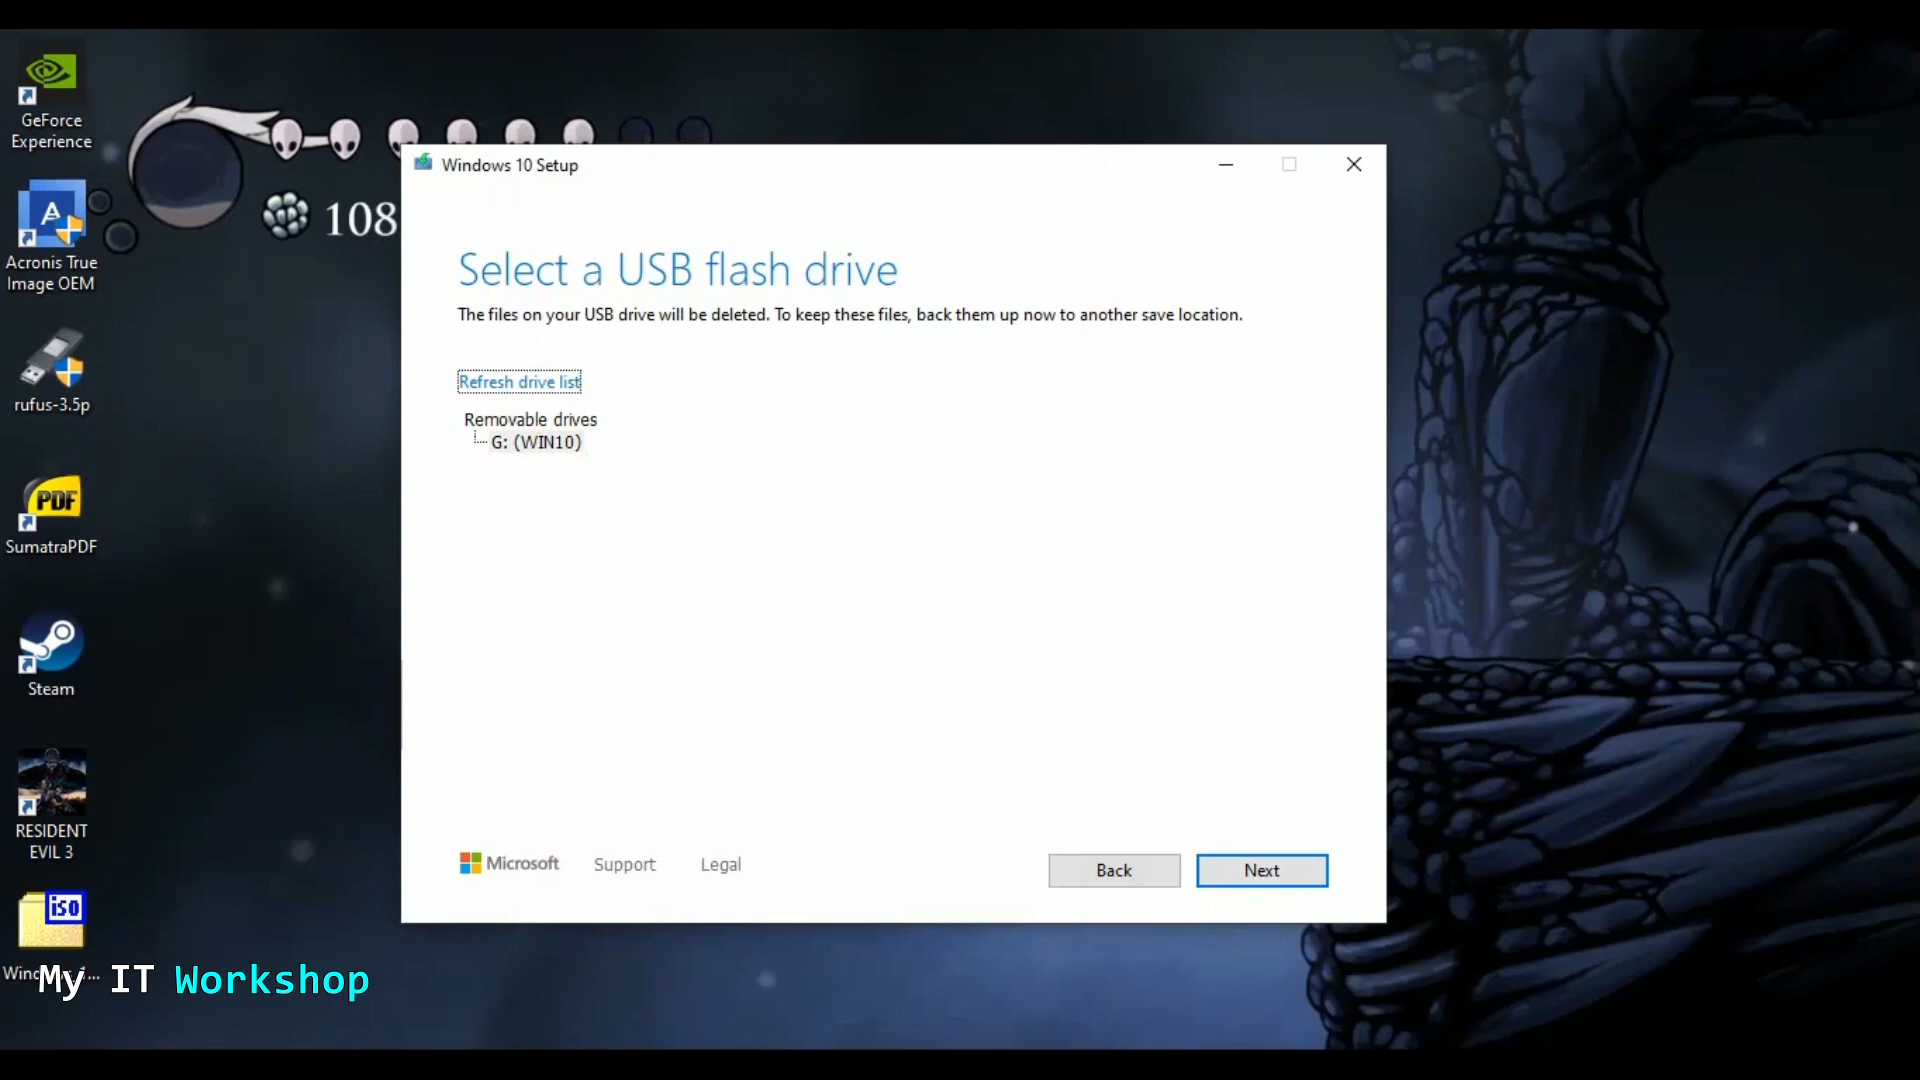 GeForce
Experience
Acronis True
Image OEM
rufus-3.5p
PDF
SumatraPDF
Steam
RESIDENT
EVIL 3
iso
My IT Workshop
108
Windows 10 Setup
Select a USB flash drive
The files on your USB drive will be deleted. To keep these files, back them up now to another save location.
Refresh drive list
Removable drives
G: (WIN10)
Microsoft Support Legal
Back Next